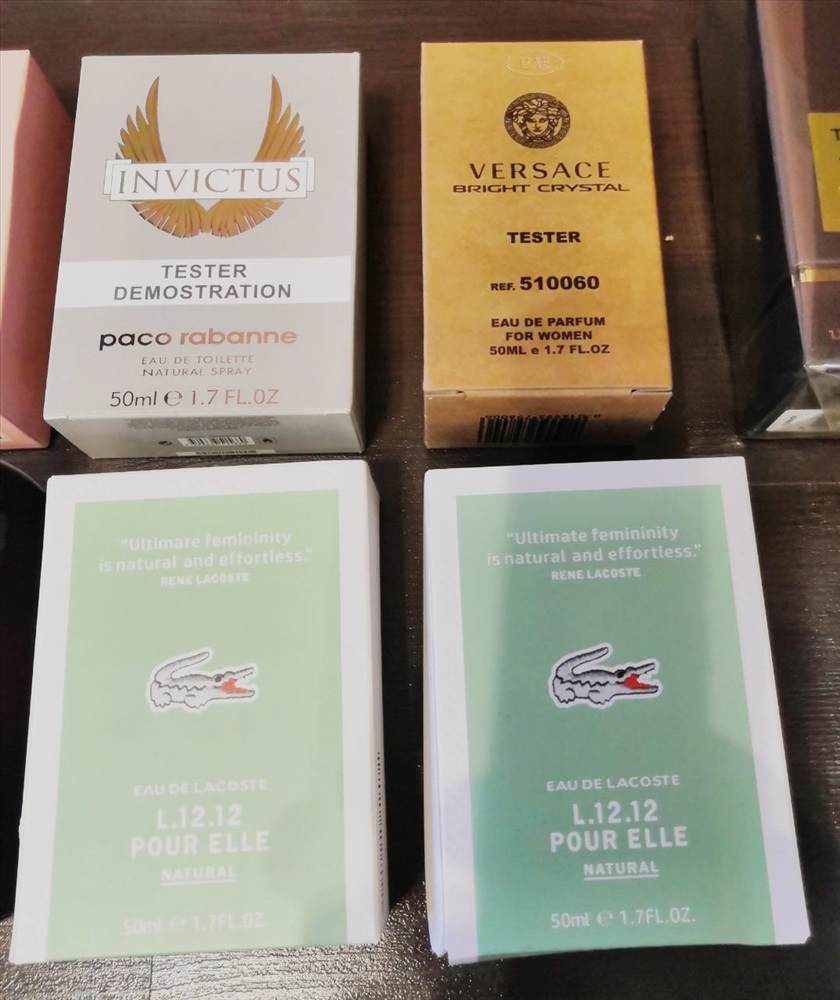 INVICTUS
TESTER
DEMOSTRATION
paco rabanne
EAU DE TOILETTE
NATURAL SPRAY
50ml e 1.7 FL.OZ
UAE
VERSACE
BRIGHT CRYSTAL
TESTER
REF. 510060
EAU DE PARFUM
FOR WOMEN
50ML e 1.7 FL.OZ
T
"Ultimate femininity
is natural and effortless."
RENE LACOSTE
EAU DE LACOSTE
L.12.12
POUR ELLE
NATURAL
50ml e 1.7FL.OZ.
"Ultimate femininity
is natural and effortless."
RENE LACOSTE
EAU DE LACOSTE
L.12.12
POUR ELLE
NATURAL
50ml e 1.7FL.OZ.